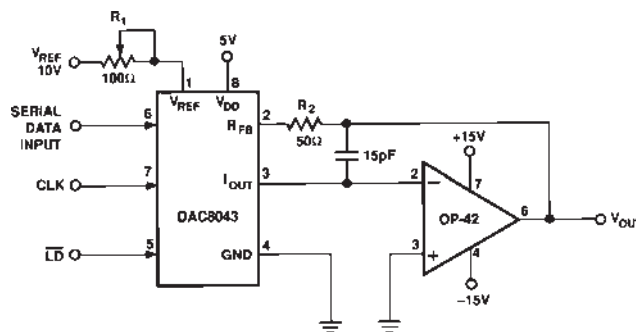 R1
VREF
10V
100Ω
5V
1
VREF
8
VDD
SERIAL
DATA
INPUT
6
2
RFB
R2
50Ω
15pF
+15V
CLK
7
3
IOUT
2
−
7
DAC8043
OP-42
6
VOUT
LD
5
GND
4
3
+
4
−15V